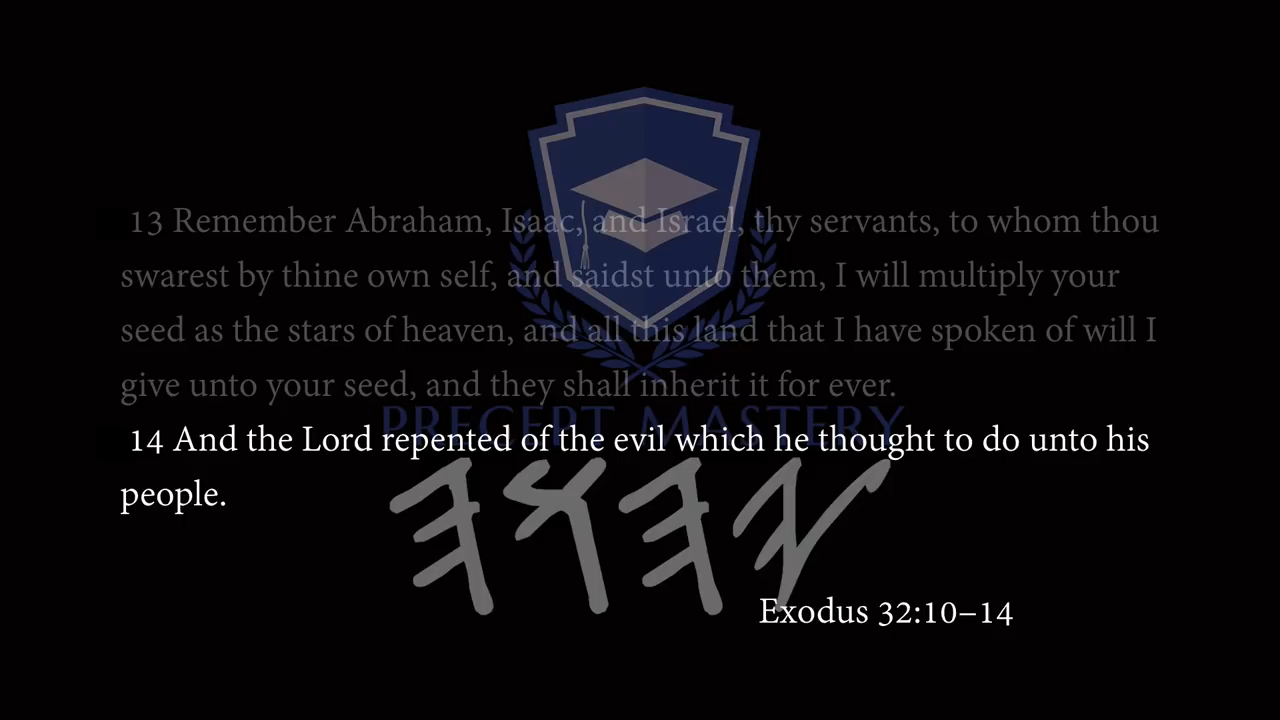 13 Remember Abraham, Isaac, and Israel, thy servants, to whom thou
swarest by thine own self, and saidst unto them, I will multiply your
seed as the stars of heaven, and all this land that I have spoken of will I
give unto your seed, and they shall inherit it for ever.
PRECEPT MASTERY
14 And the Lord repented of the evil which he thought to do unto his
people.
𐤉𐤄𐤅𐤄
Exodus 32:10–14